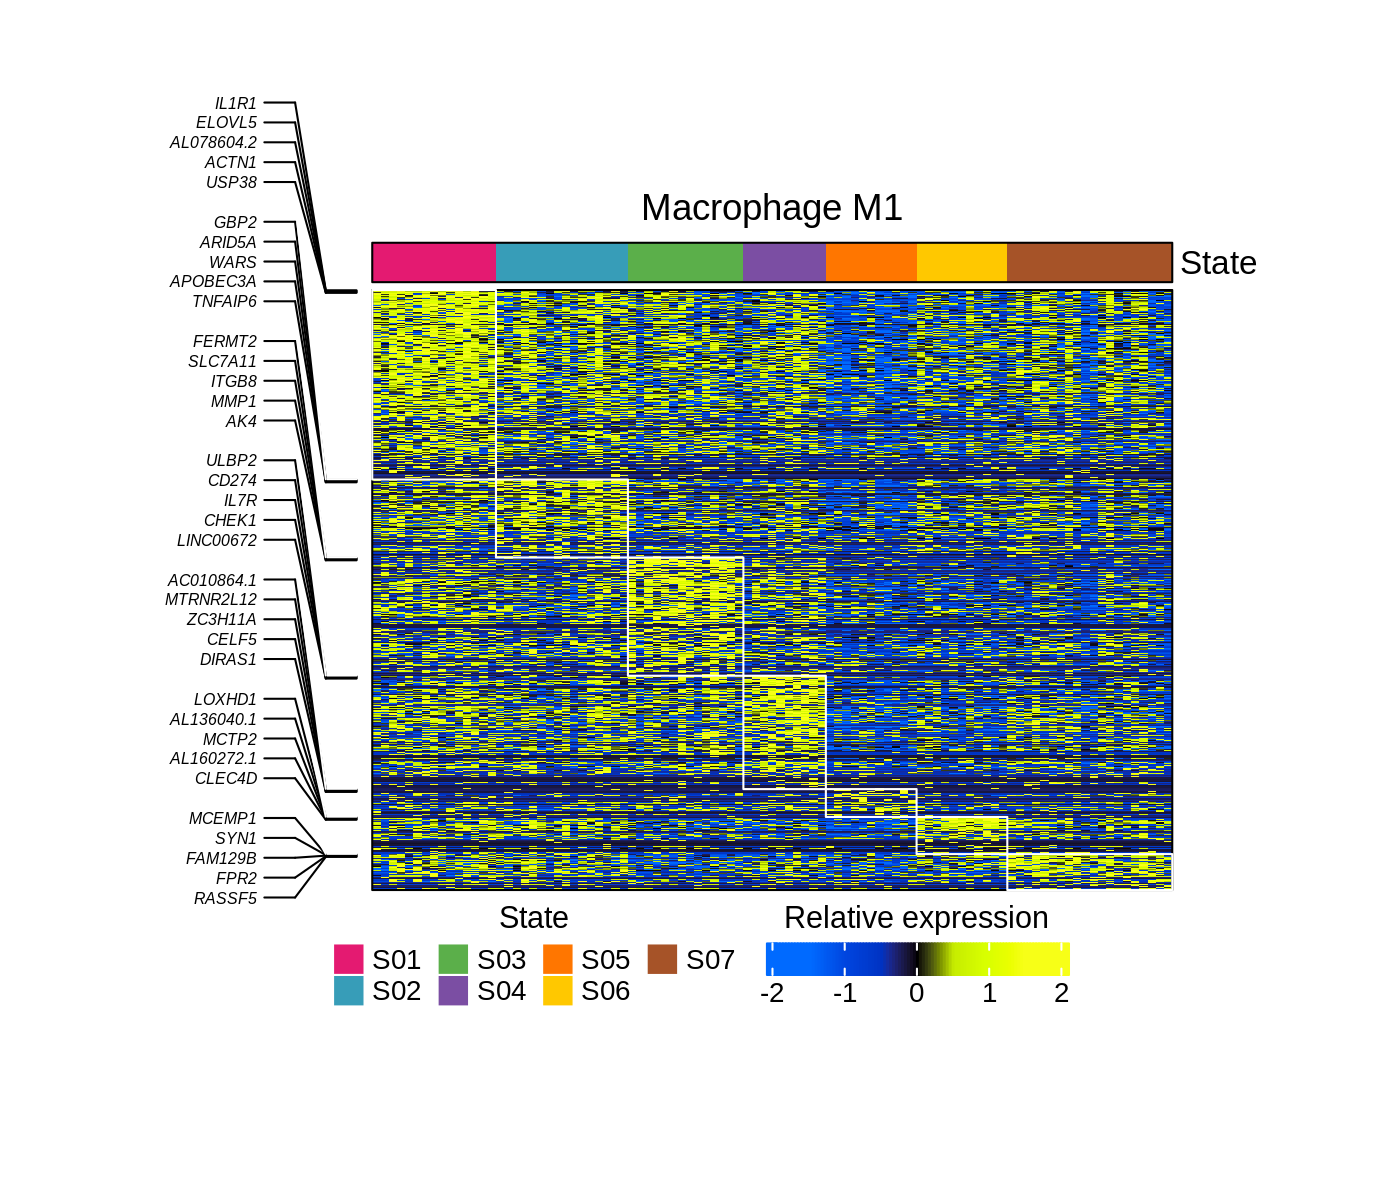 IL1R1
ELOVL5
AL078604.2
ACTN1
USP38
GBP2
ARID5A
WARS
APOBEC3A
TNFAIP6
FERMT2
SLC7A11
ITGB8
MMP1
AK4
ULBP2
CD274
IL7R
CHEK1
LINC00672
AC010864.1
MTRNR2L12
ZC3H11A
CELF5
DIRAS1
LOXHD1
AL136040.1
MCTP2
AL160272.1
CLEC4D
MCEMP1
SYN1
FAM129B
FPR2
RASSF5
Macrophage M1
State
State
S01 S03 S05 S07
S02 S04 S06
Relative expression
-2 -1 0 1 2